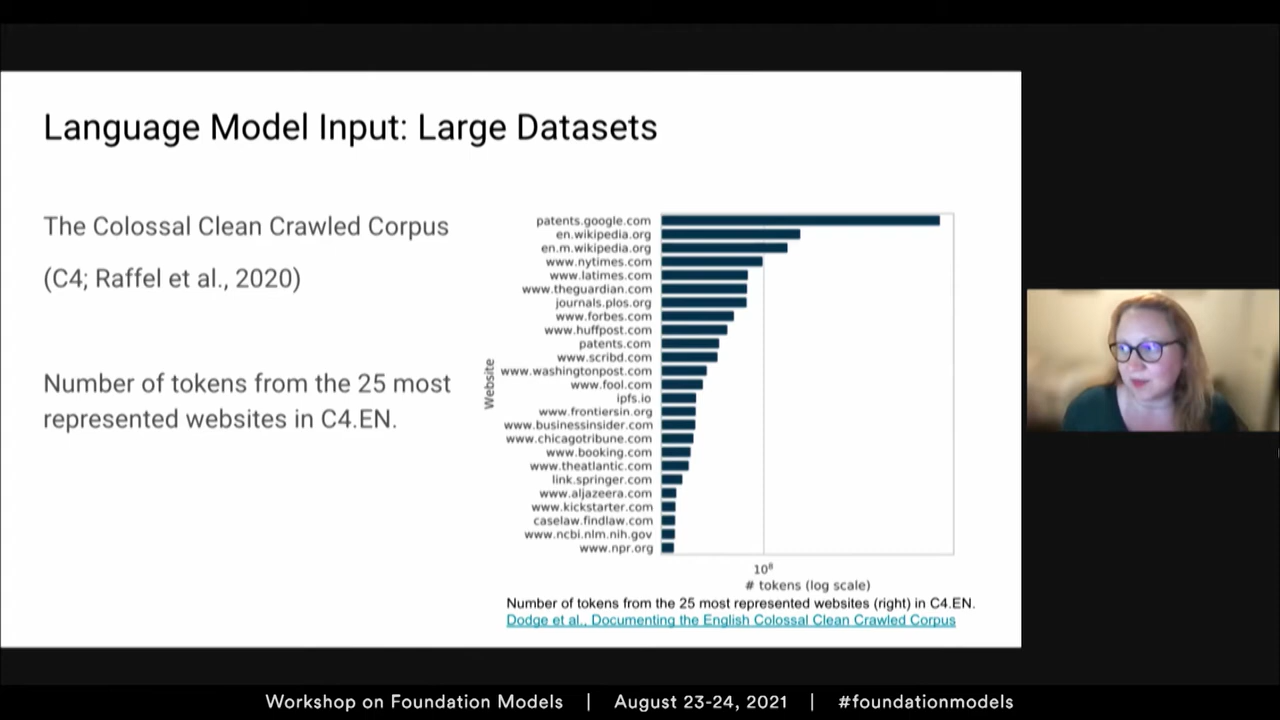 Language Model Input: Large Datasets
The Colossal Clean Crawled Corpus
(C4; Raffel et al., 2020)
Number of tokens from the 25 most
represented websites in C4.EN.
Website
patents.google.com
en.wikipedia.org
en.m.wikipedia.org
www.nytimes.com
www.latimes.com
www.theguardian.com
journals.plos.org
www.forbes.com
www.huffpost.com
patents.com
www.scribd.com
www.washingtonpost.com
www.fool.com
ipfs.io
www.frontiersin.org
www.businessinsider.com
www.chicagotribune.com
www.booking.com
www.theatlantic.com
link.springer.com
www.aljazeera.com
www.kickstarter.com
caselaw.findlaw.com
www.ncbi.nlm.nih.gov
www.npr.org
10⁸
# tokens (log scale)
Number of tokens from the 25 most represented websites (right) in C4.EN.
Dodge et al., Documenting the English Colossal Clean Crawled Corpus
Workshop on Foundation Models | August 23-24, 2021 | #foundationmodels